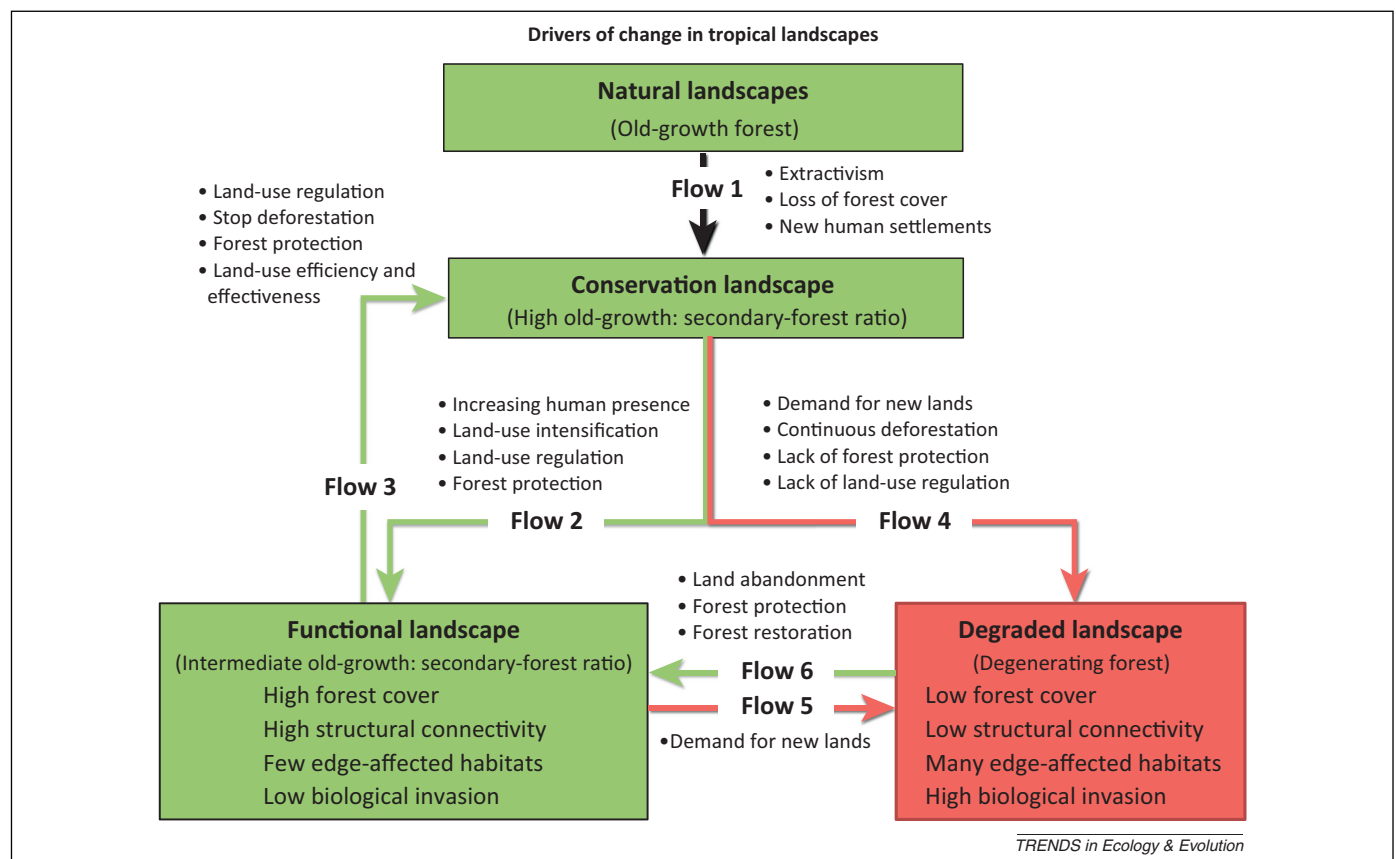 Drivers of change in tropical landscapes
Natural landscapes
(Old-growth forest)
Flow 1
• Extractivism
• Loss of forest cover
• New human settlements
• Land-use regulation
• Stop deforestation
• Forest protection
• Land-use efficiency and
effectiveness
Conservation landscape
(High old-growth: secondary-forest ratio)
Flow 3
• Increasing human presence
• Land-use intensification
• Land-use regulation
• Forest protection
Flow 2
• Demand for new lands
• Continuous deforestation
• Lack of forest protection
• Lack of land-use regulation
Flow 4
• Land abandonment
• Forest protection
• Forest restoration
Flow 6
Flow 5
•Demand for new lands
Functional landscape
(Intermediate old-growth: secondary-forest ratio)
High forest cover
High structural connectivity
Few edge-affected habitats
Low biological invasion
Degraded landscape
(Degenerating forest)
Low forest cover
Low structural connectivity
Many edge-affected habitats
High biological invasion
TRENDS in Ecology & Evolution